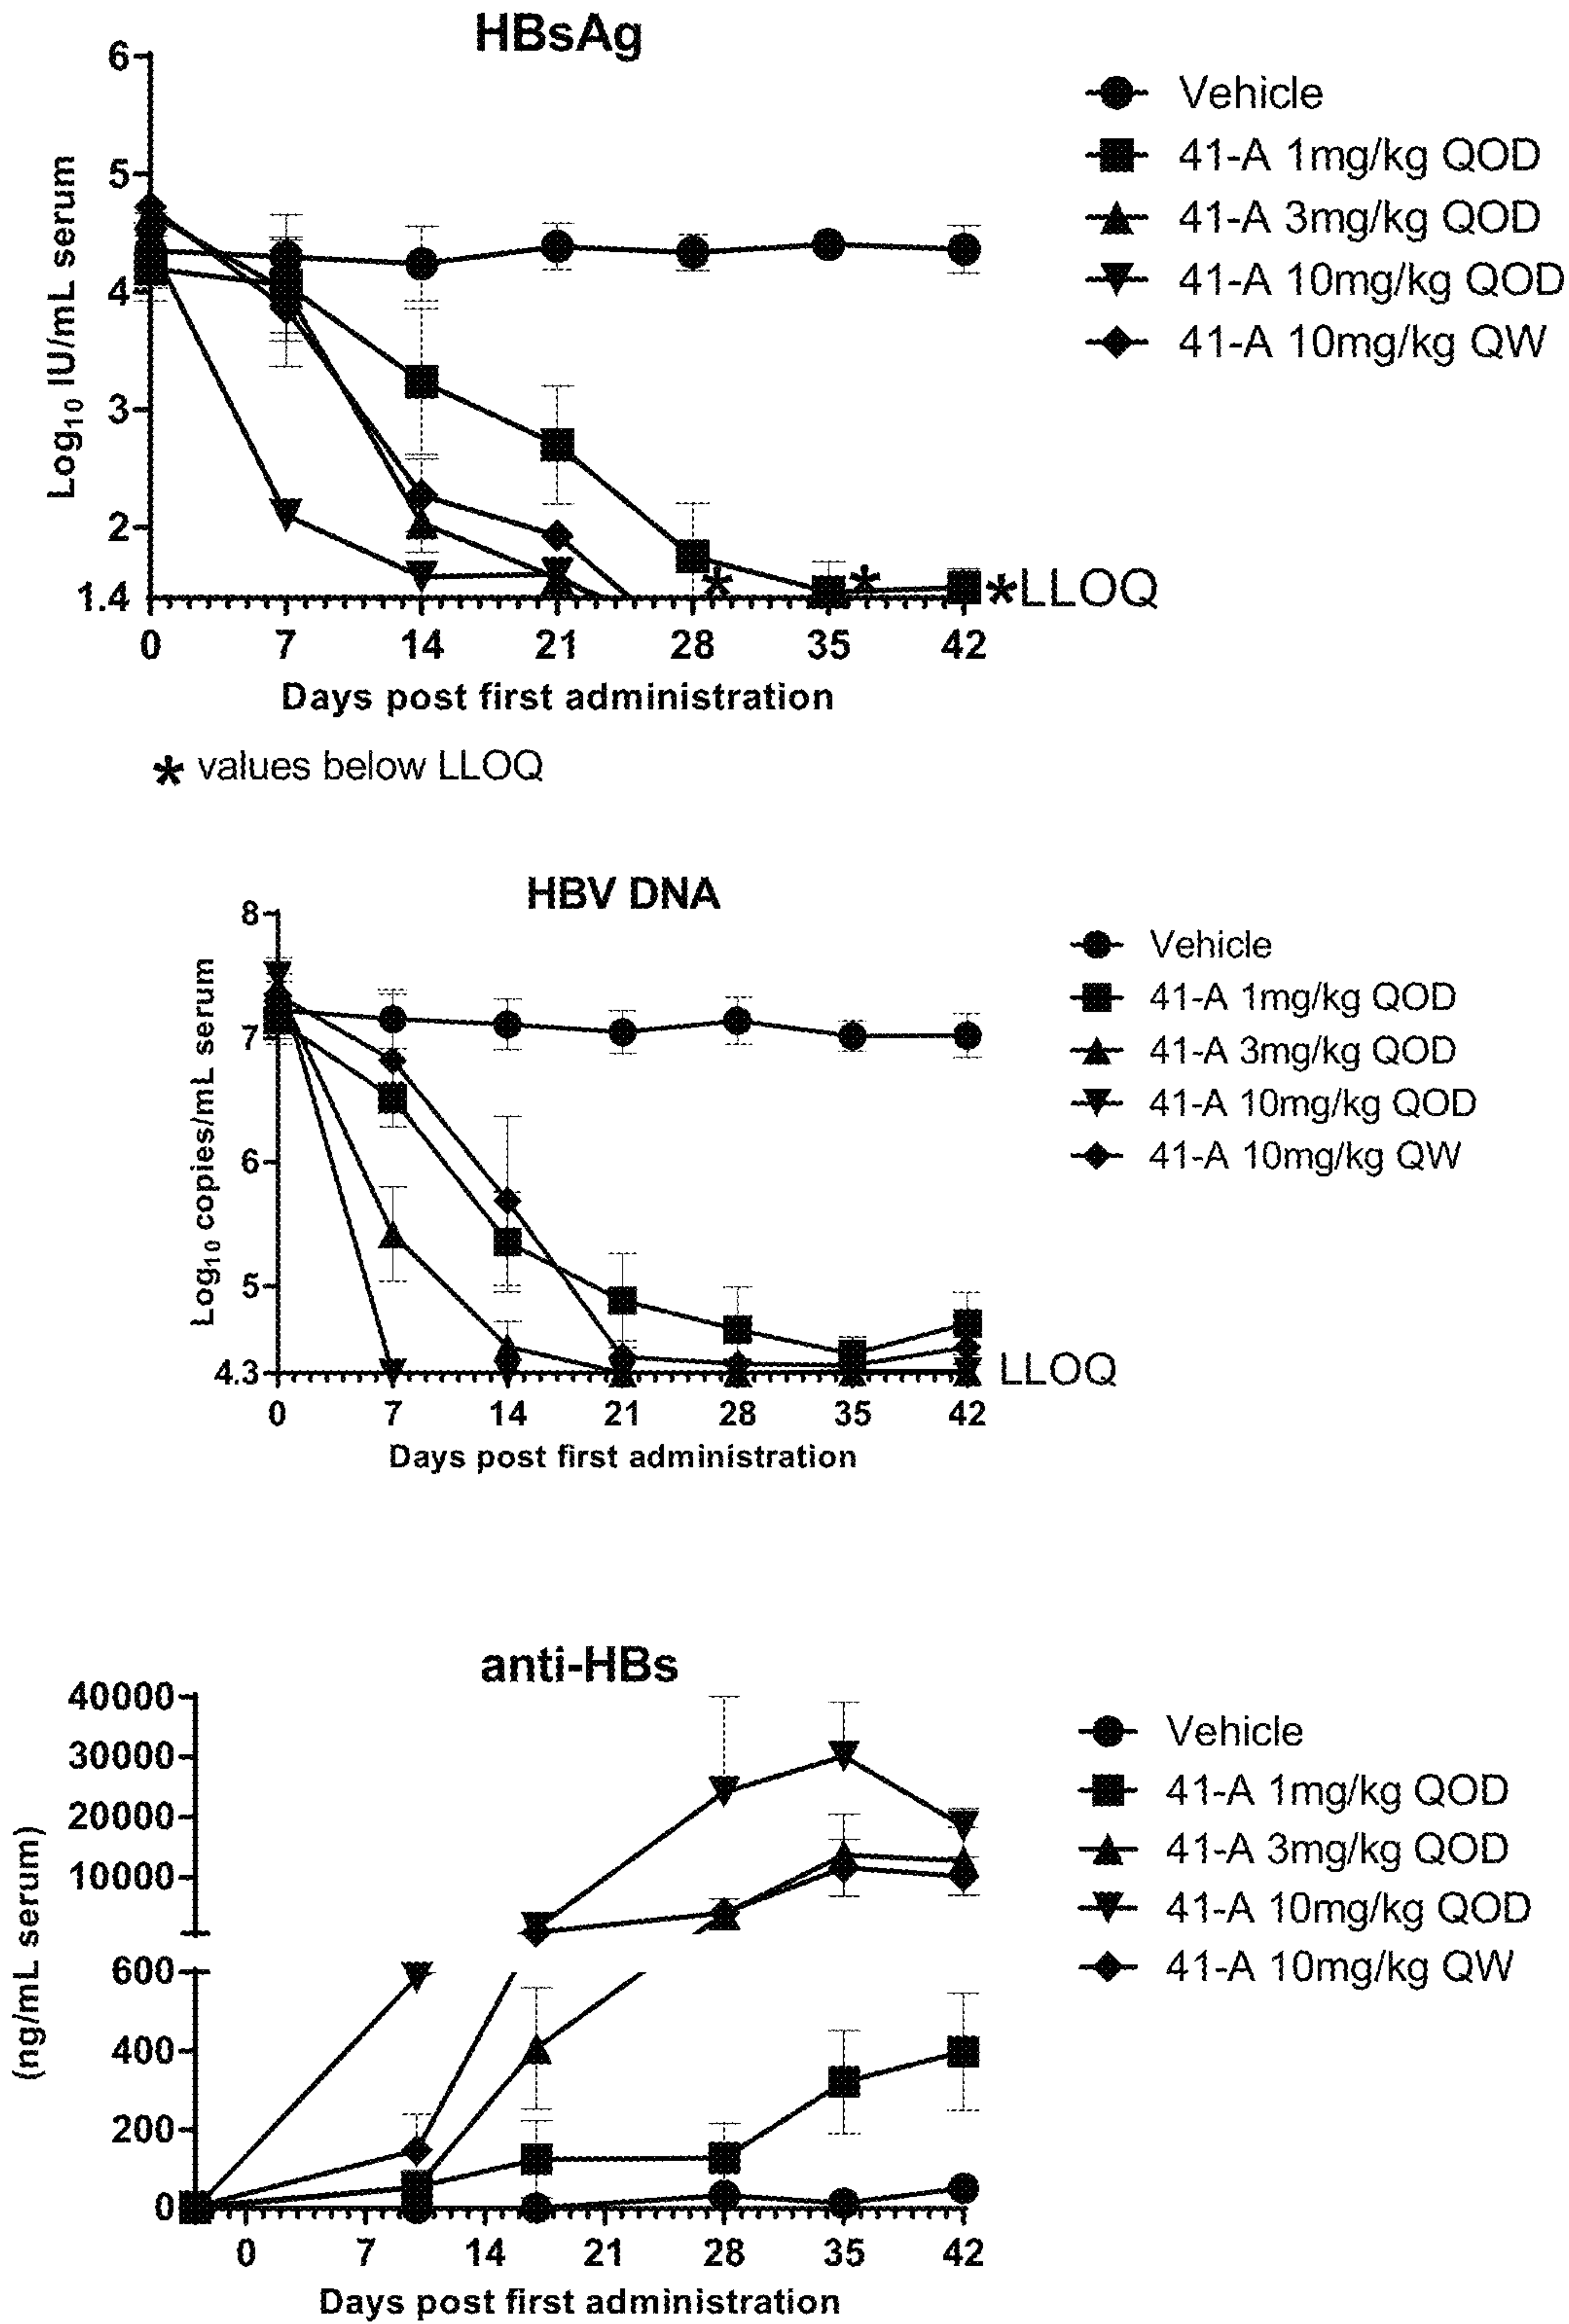 HBsAg
6
5
4
3
2
1.4
Log10 IU/mL serum
0 7 14 21 28 35 42
Days post first administration
* * *LLOQ
* values below LLOQ
Vehicle
41-A 1mg/kg QOD
41-A 3mg/kg QOD
41-A 10mg/kg QOD
41-A 10mg/kg QW
HBV DNA
8
7
6
5
4.3
Log10 copies/mL serum
0 7 14 21 28 35 42
Days post first administration
LLOQ
Vehicle
41-A 1mg/kg QOD
41-A 3mg/kg QOD
41-A 10mg/kg QOD
41-A 10mg/kg QW
anti-HBs
40000
30000
20000
10000
600
400
200
0
(ng/mL serum)
0 7 14 21 28 35 42
Days post first administration
Vehicle
41-A 1mg/kg QOD
41-A 3mg/kg QOD
41-A 10mg/kg QOD
41-A 10mg/kg QW